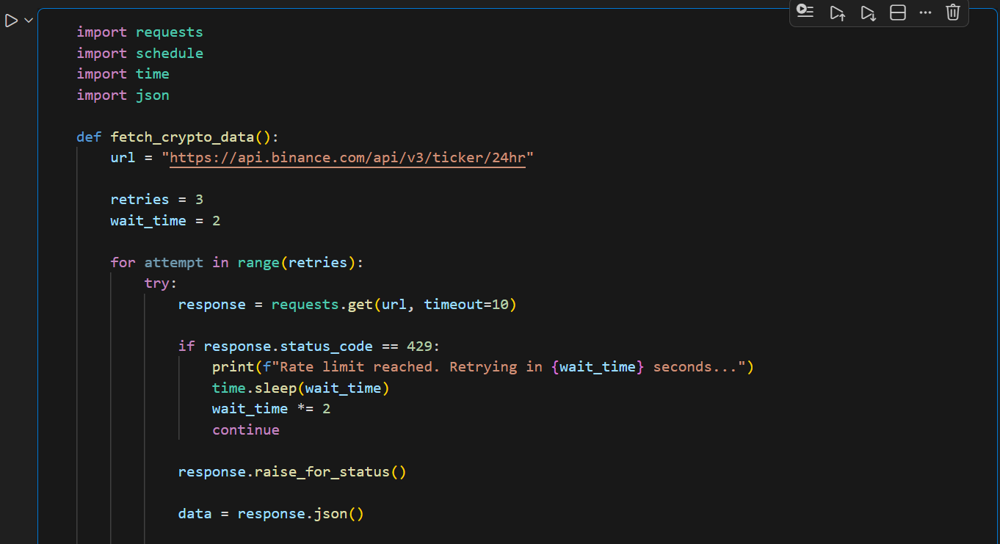 import requests
import schedule
import time
import json
def fetch_crypto_data():
    url = "https://api.binance.com/api/v3/ticker/24hr"
    retries = 3
    wait_time = 2
    for attempt in range(retries):
        try:
            response = requests.get(url, timeout=10)
            if response.status_code == 429:
                print(f"Rate limit reached. Retrying in {wait_time} seconds...")
                time.sleep(wait_time)
                wait_time *= 2
                continue
            response.raise_for_status()
            data = response.json()